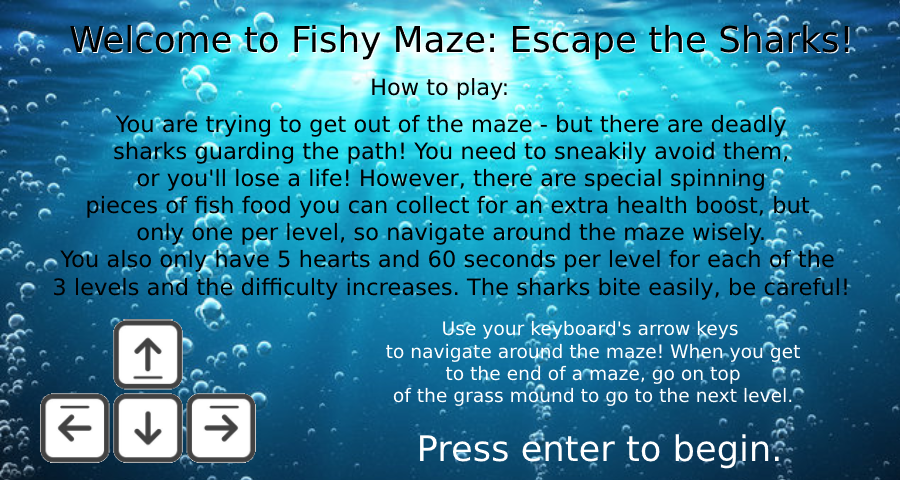 Welcome to Fishy Maze: Escape the Sharks!
How to play:
You are trying to get out of the maze - but there are deadly
sharks guarding the path! You need to sneakily avoid them,
or you'll lose a life! However, there are special spinning
pieces of fish food you can collect for an extra health boost, but
only one per level, so navigate around the maze wisely.
You also only have 5 hearts and 60 seconds per level for each of the
3 levels and the difficulty increases. The sharks bite easily, be careful!
Use your keyboard's arrow keys
to navigate around the maze! When you get
to the end of a maze, go on top
of the grass mound to go to the next level.
Press enter to begin.